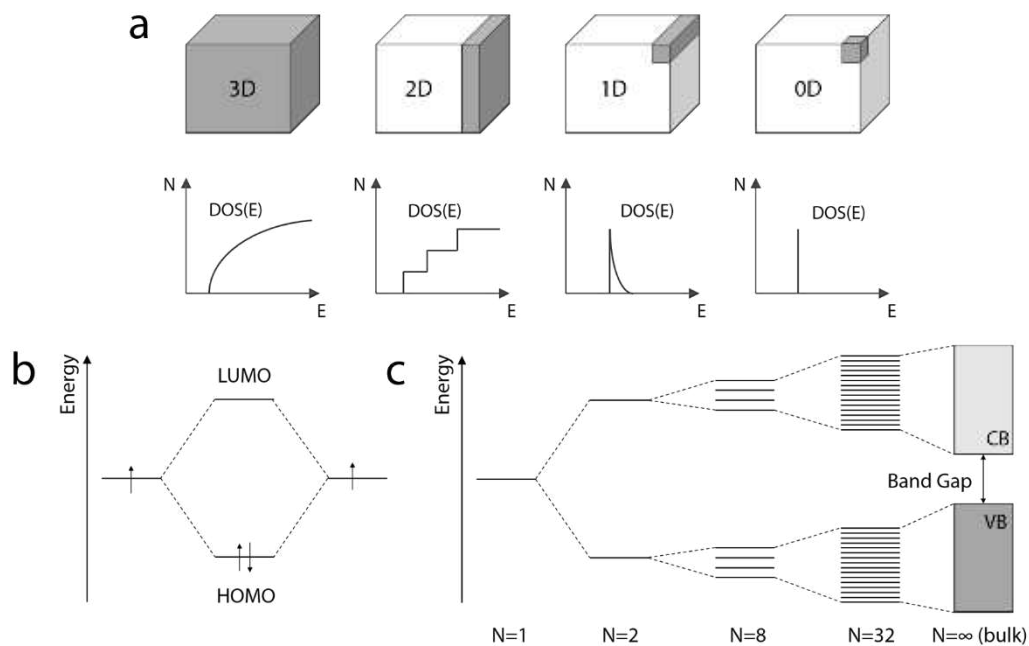 a
3D
2D
1D
0D
N
DOS(E)
E
N
DOS(E)
E
N
DOS(E)
E
N
DOS(E)
E
b
Energy
LUMO
HOMO
c
Energy
CB
Band Gap
VB
N=1
N=2
N=8
N=32
N=∞ (bulk)